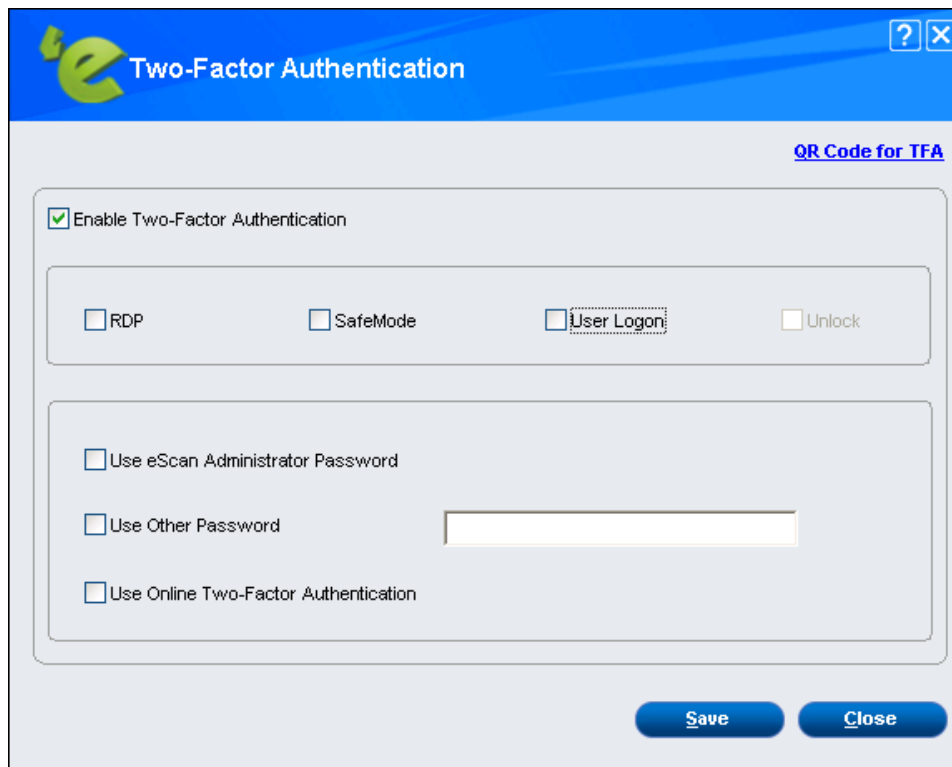 ?
Two-Factor Authentication
QR Code for TFA
Enable Two-Factor Authentication
RDP SafeMode User Logon Unlock
Use eScan Administrator Password
Use Other Password
Use Online Two-Factor Authentication
Save Close